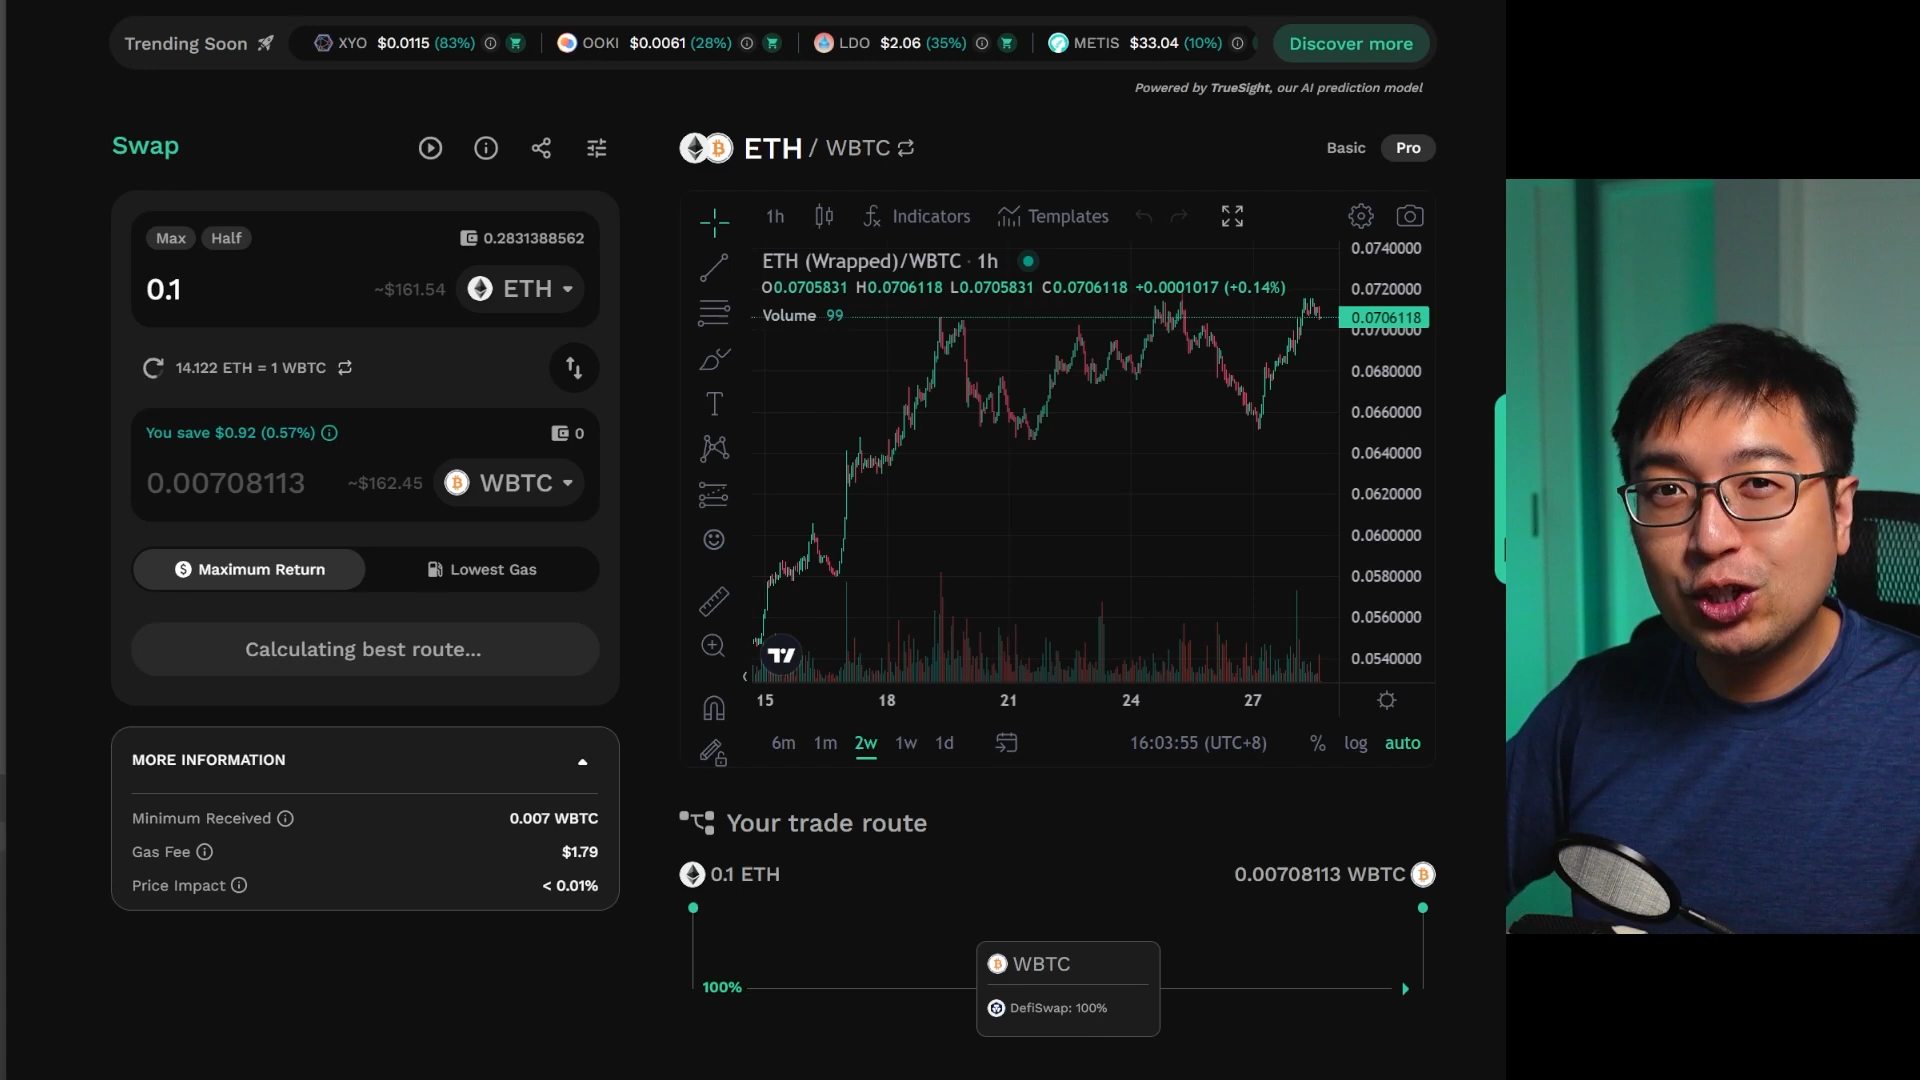 Trending Soon
XYO $0.0115 (83%)
OOKI $0.0061 (28%)
LDO $2.06 (35%)
METIS $33.04 (10%)
Discover more
Powered by TrueSight, our AI prediction model
Swap
Max Half 0.2831388562
0.1 ~$161.54 ETH
14.122 ETH = 1 WBTC
You save $0.92 (0.57%) 0
0.00708113 ~$162.45 WBTC
Maximum Return Lowest Gas
Calculating best route...
MORE INFORMATION
Minimum Received 0.007 WBTC
Gas Fee $1.79
Price Impact < 0.01%
ETH / WBTC
Basic Pro
1h Indicators Templates
ETH (Wrapped)/WBTC · 1h
O0.0705831 H0.0706118 L0.0705831 C0.0706118 +0.0001017 (+0.14%)
Volume 99
0.0740000
0.0720000
0.0706118
0.0700000
0.0680000
0.0660000
0.0640000
0.0620000
0.0600000
0.0580000
0.0560000
0.0540000
15 18 21 24 27
6m 1m 2w 1w 1d 16:03:55 (UTC+8) % log auto
Your trade route
0.1 ETH 0.00708113 WBTC
WBTC
100%
DefiSwap: 100%